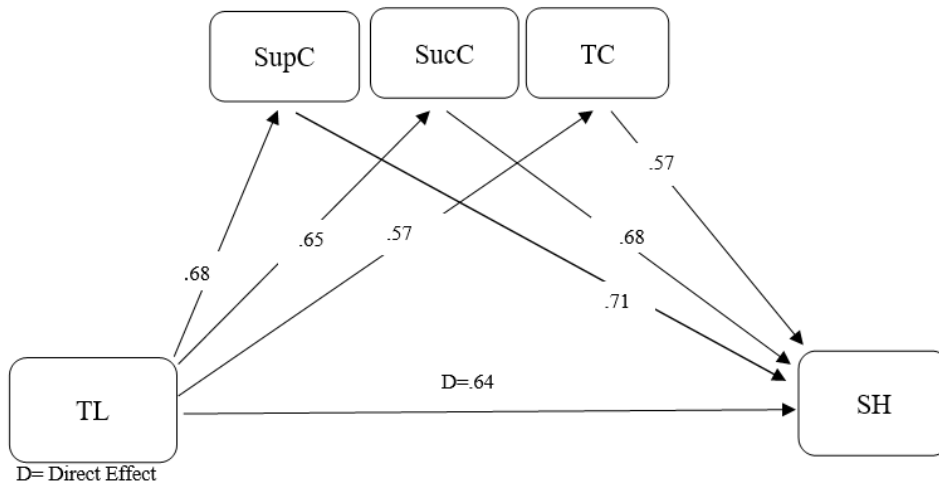 SupC
SucC
TC
.57
.65
.57
.68
.68
.71
D=.64
TL
SH
D= Direct Effect